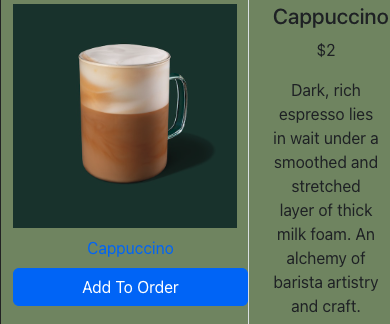 Cappuccino
Add To Order
Cappuccino
$2
Dark, rich
espresso lies
in wait under a
smoothed and
stretched
layer of thick
milk foam. An
alchemy of
barista artistry
and craft.